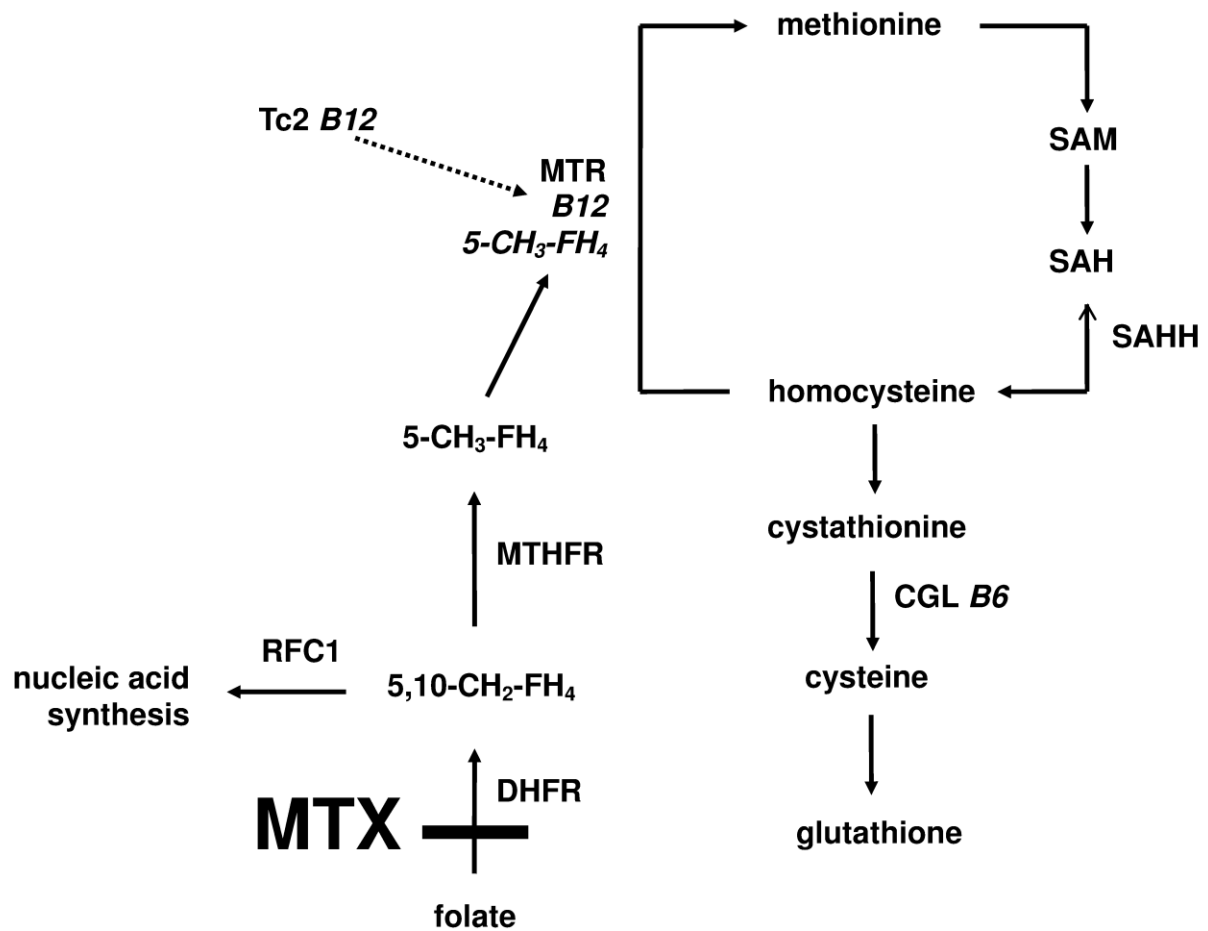 methionine
Tc2 B12
SAM
MTR
B12
5-CH₃-FH₄
SAH
SAHH
homocysteine
5-CH₃-FH₄
cystathionine
MTHFR
CGL B6
RFC1
nucleic acid
synthesis
5,10-CH₂-FH₄
cysteine
DHFR
MTX
glutathione
folate